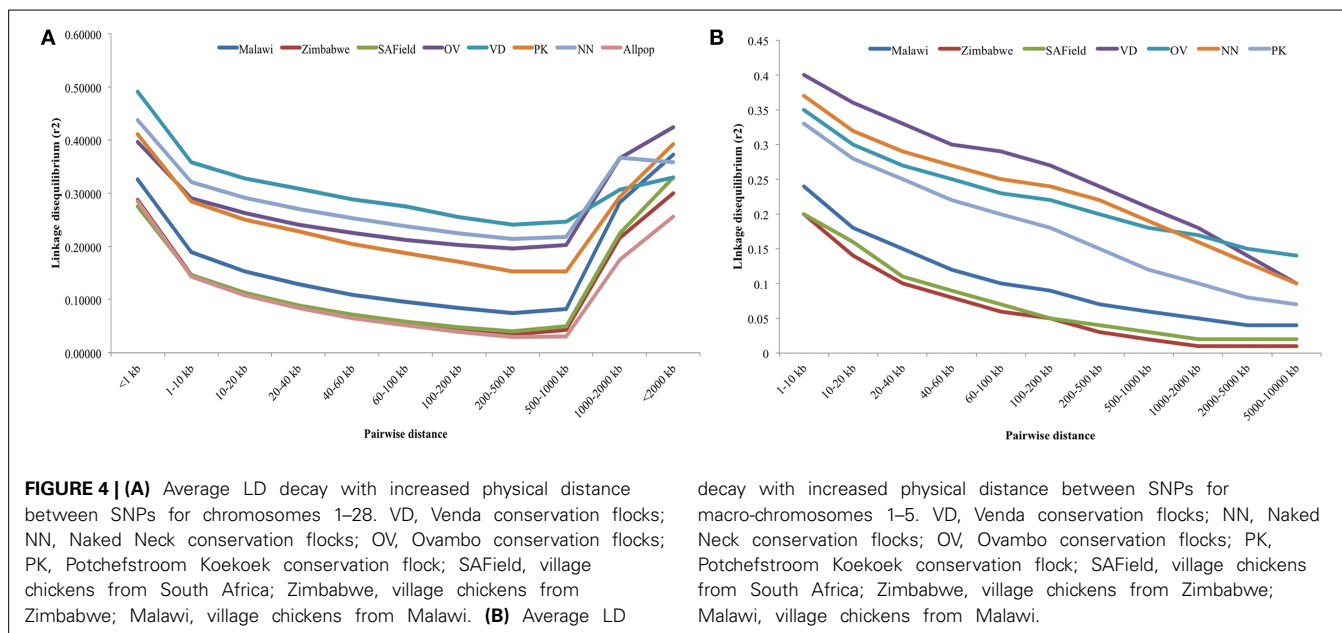 A
Malawi Zimbabwe SAField OV VD PK NN Allpop
0.60000
0.50000
0.40000
0.30000
0.20000
0.10000
0.00000
Linkage disequilibrium (r2)
<1 kb
1-10 kb
10-20 kb
20-40 kb
40-60 kb
60-100 kb
100-200 kb
200-500 kb
500-1000 kb
1000-2000 kb
<2000 kb
Pairwise distance
B
Malawi Zimbabwe SAField VD OV NN PK
0.45
0.4
0.35
0.3
0.25
0.2
0.15
0.1
0.05
0
LInkage disequilibrium (r2)
1-10 kb
10-20 kb
20-40 kb
40-60 kb
60-100 kb
100-200 kb
200-500 kb
500-1000 kb
1000-2000 kb
2000-5000 kb
5000-10000 kb
Pairwise distance
FIGURE 4 | (A) Average LD decay with increased physical distance
between SNPs for chromosomes 1–28. VD, Venda conservation flocks;
NN, Naked Neck conservation flocks; OV, Ovambo conservation flocks;
PK, Potchefstroom Koekoek conservation flock; SAField, village
chickens from South Africa; Zimbabwe, village chickens from
Zimbabwe; Malawi, village chickens from Malawi. (B) Average LD
decay with increased physical distance between SNPs for
macro-chromosomes 1–5. VD, Venda conservation flocks; NN, Naked
Neck conservation flocks; OV, Ovambo conservation flocks; PK,
Potchefstroom Koekoek conservation flock; SAField, village chickens
from South Africa; Zimbabwe, village chickens from Zimbabwe;
Malawi, village chickens from Malawi.